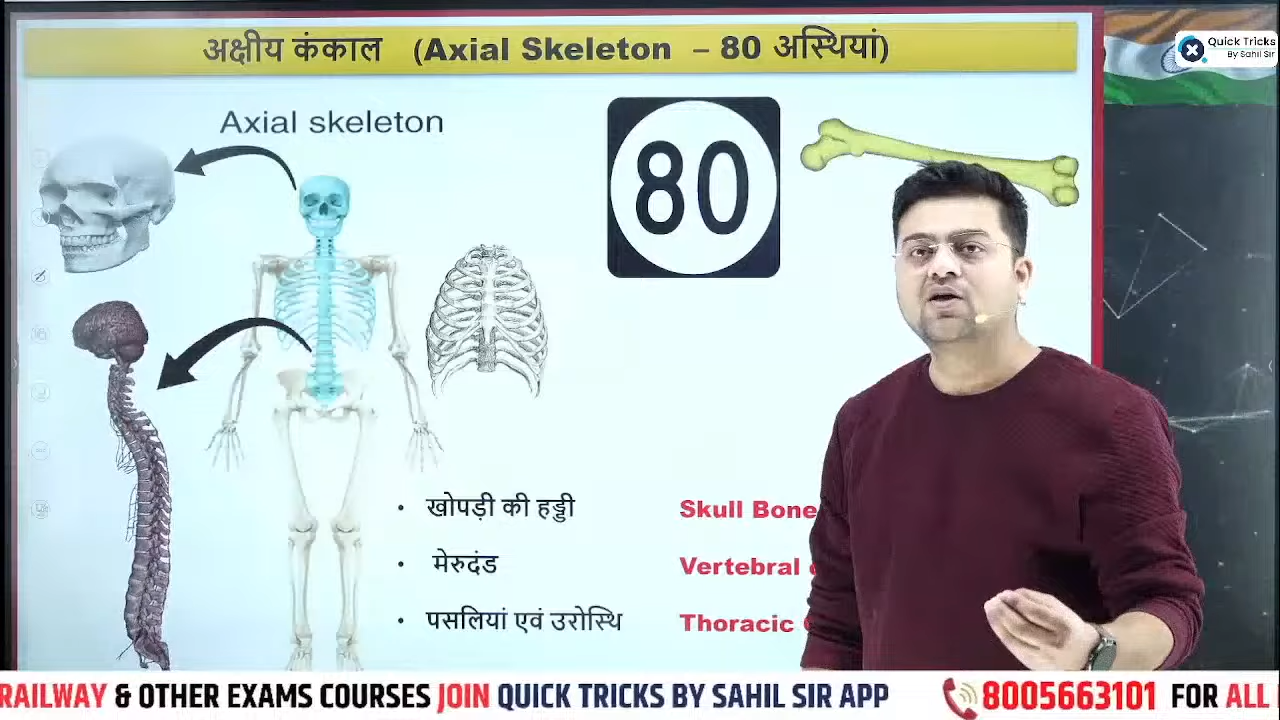 अक्षीय कंकाल (Axial Skeleton – 80 अस्थियां)
Quick Tricks
By Sahil Sir
Axial skeleton
80
• खोपड़ी की हड्डी Skull Bone
• मेरुदंड Vertebral
• पसलियां एवं उरोस्थि Thoracic
RAILWAY & OTHER EXAMS COURSES JOIN QUICK TRICKS BY SAHIL SIR APP 8005663101 FOR ALL